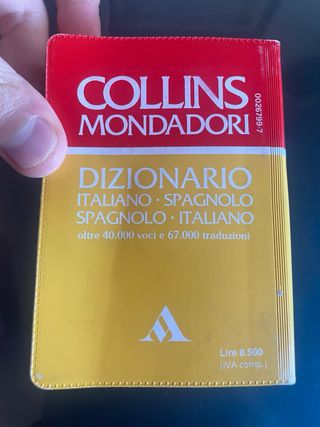 COLLINS
MONDADORI
0026799-7
DIZIONARIO
ITALIANO · SPAGNOLO
SPAGNOLO · ITALIANO
oltre 40.000 voci e 67.000 traduzioni
Lire 8.500
(IVA comp.)